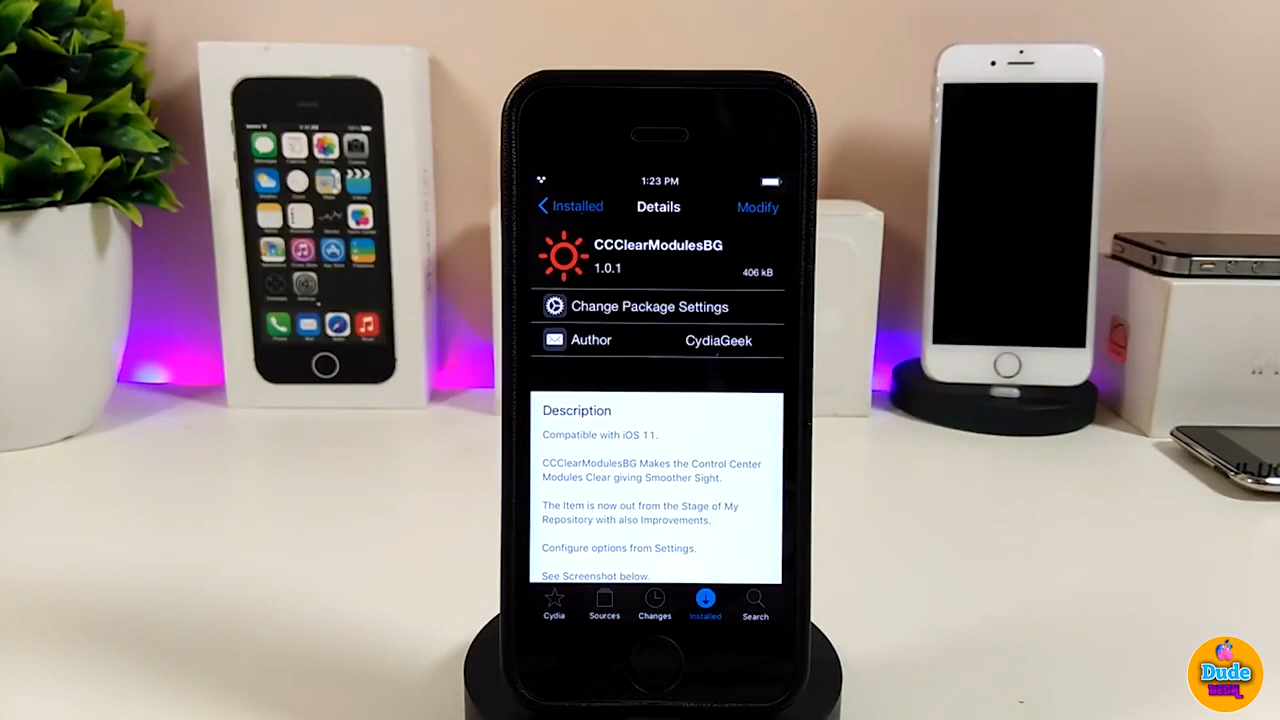 1:23 PM
Installed
Details
Modify
CCClearModulesBG
1.0.1
406 kB
Change Package Settings
Author
CydiaGeek
Description
Compatible with iOS 11.
CCClearModulesBG Makes the Control Center
Modules Clear giving Smoother Sight.
The Item is now out from the Stage of My
Repository with also Improvements.
Configure options from Settings.
See Screenshot below.
Cydia
Sources
Changes
Installed
Search
Dude